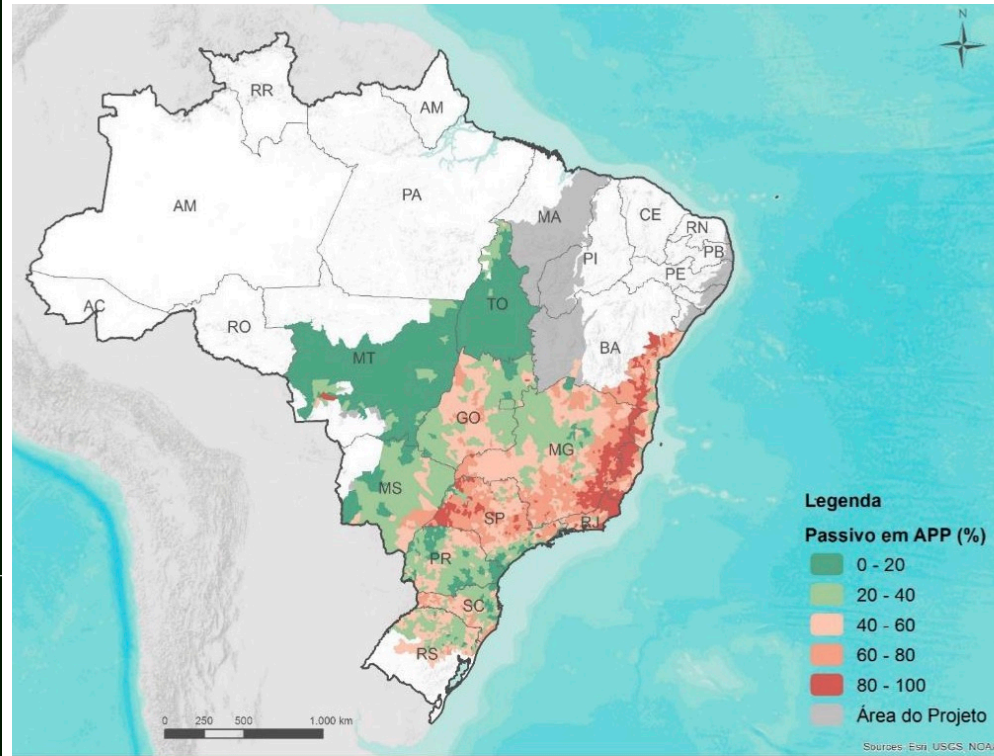 N
RR
AM
AM
PA
MA
CE
RN
PB
PE
PI
AC
RO
TO
BA
MT
GO
MG
MS
SP
RJ
PR
SC
RS
Legenda
Passivo em APP (%)
0 - 20
20 - 40
40 - 60
60 - 80
80 - 100
Área do Projeto
0 250 500 1.000 km
Sources: Esri, USGS, NOA